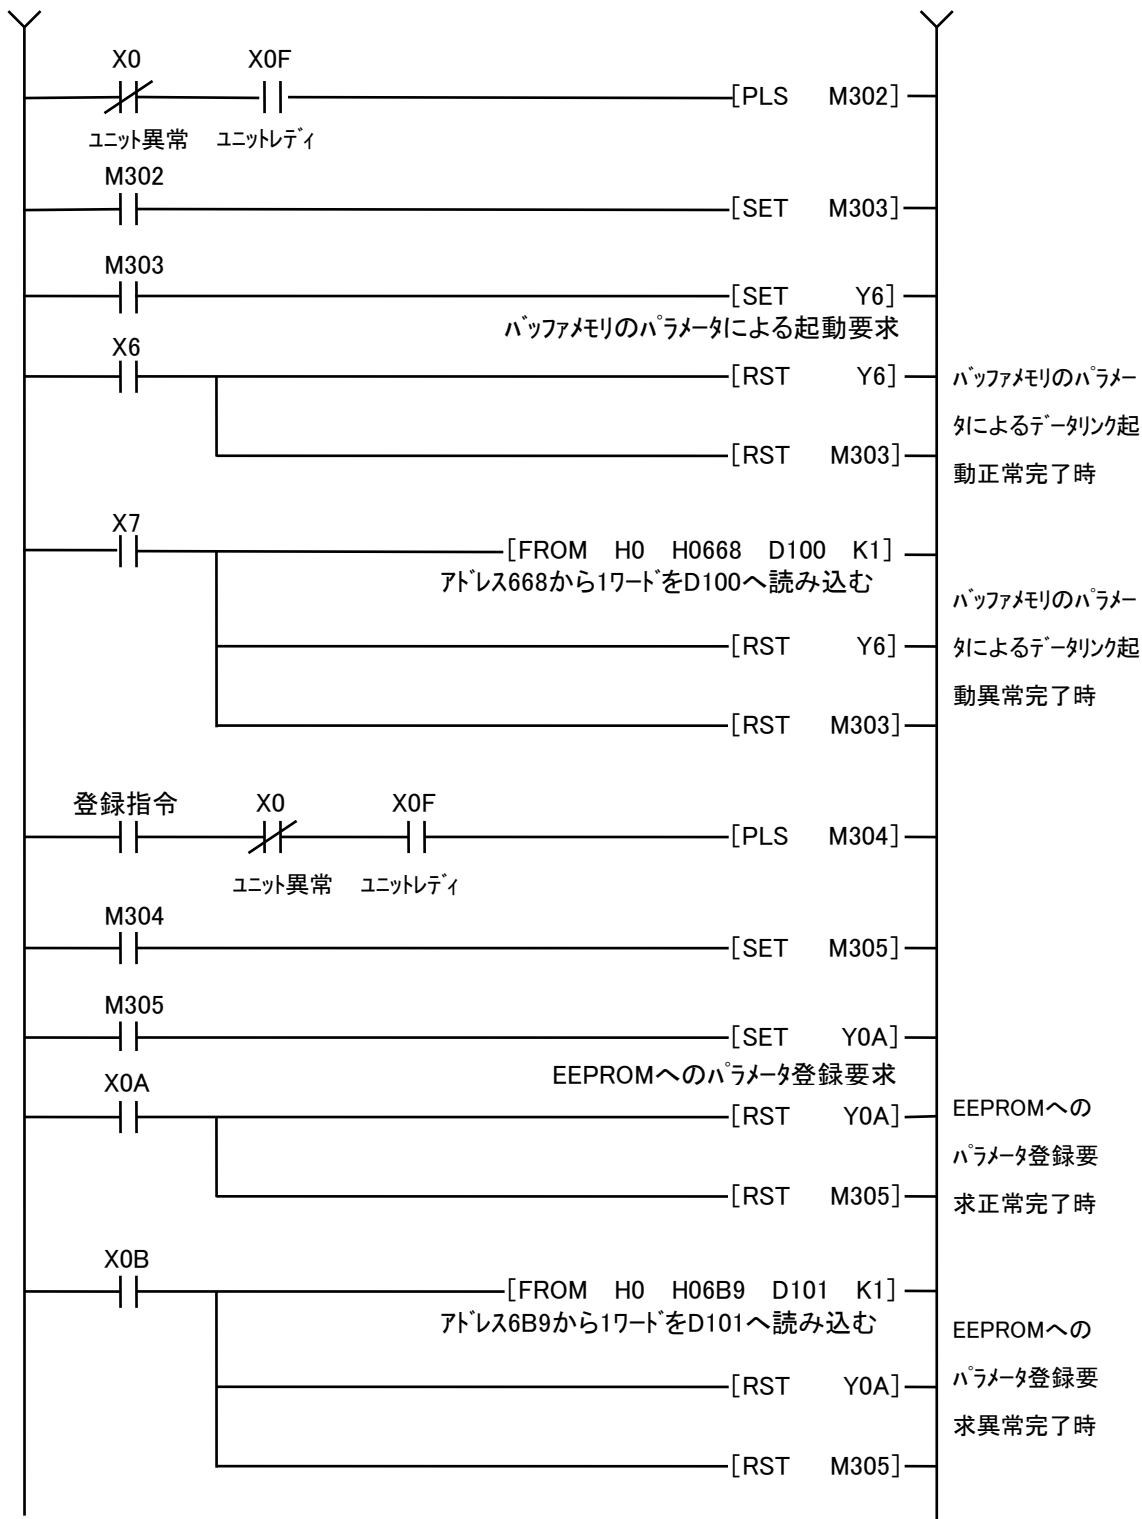 X0 X0F
[PLS M302]
ﾕﾆｯﾄ異常 ﾕﾆｯﾄﾚﾃﾞｨ
M302
[SET M303]
M303
[SET Y6]
ﾊﾞｯﾌｧﾒﾓﾘのﾊﾟﾗﾒｰﾀによる起動要求
X6
[RST Y6]
ﾊﾞｯﾌｧﾒﾓﾘのﾊﾟﾗﾒｰ
ﾀによるﾃﾞｰﾀﾘﾝｸ起
動正常完了時
[RST M303]
X7
[FROM H0 H0668 D100 K1]
ｱﾄﾞﾚｽ668から1ﾜｰﾄﾞをD100へ読み込む
ﾊﾞｯﾌｧﾒﾓﾘのﾊﾟﾗﾒｰ
ﾀによるﾃﾞｰﾀﾘﾝｸ起
動異常完了時
[RST Y6]
[RST M303]
登録指令 X0 X0F
[PLS M304]
ﾕﾆｯﾄ異常 ﾕﾆｯﾄﾚﾃﾞｨ
M304
[SET M305]
M305
[SET Y0A]
EEPROMへのﾊﾟﾗﾒｰﾀ登録要求
X0A
[RST Y0A]
EEPROMへの
ﾊﾟﾗﾒｰﾀ登録要
求正常完了時
[RST M305]
X0B
[FROM H0 H06B9 D101 K1]
ｱﾄﾞﾚｽ6B9から1ﾜｰﾄﾞをD101へ読み込む
EEPROMへの
ﾊﾟﾗﾒｰﾀ登録要
求異常完了時
[RST Y0A]
[RST M305]